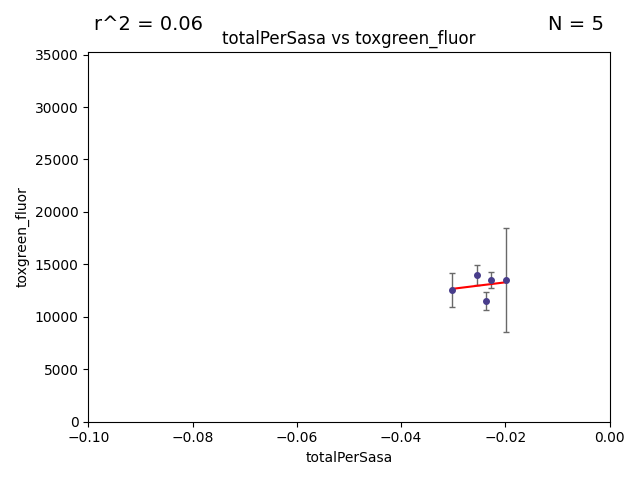 r^2 = 0.06
N = 5
totalPerSasa vs toxgreen_fluor
35000
30000
25000
20000
15000
10000
5000
0
toxgreen_fluor
−0.10
−0.08
−0.06
−0.04
−0.02
0.00
totalPerSasa